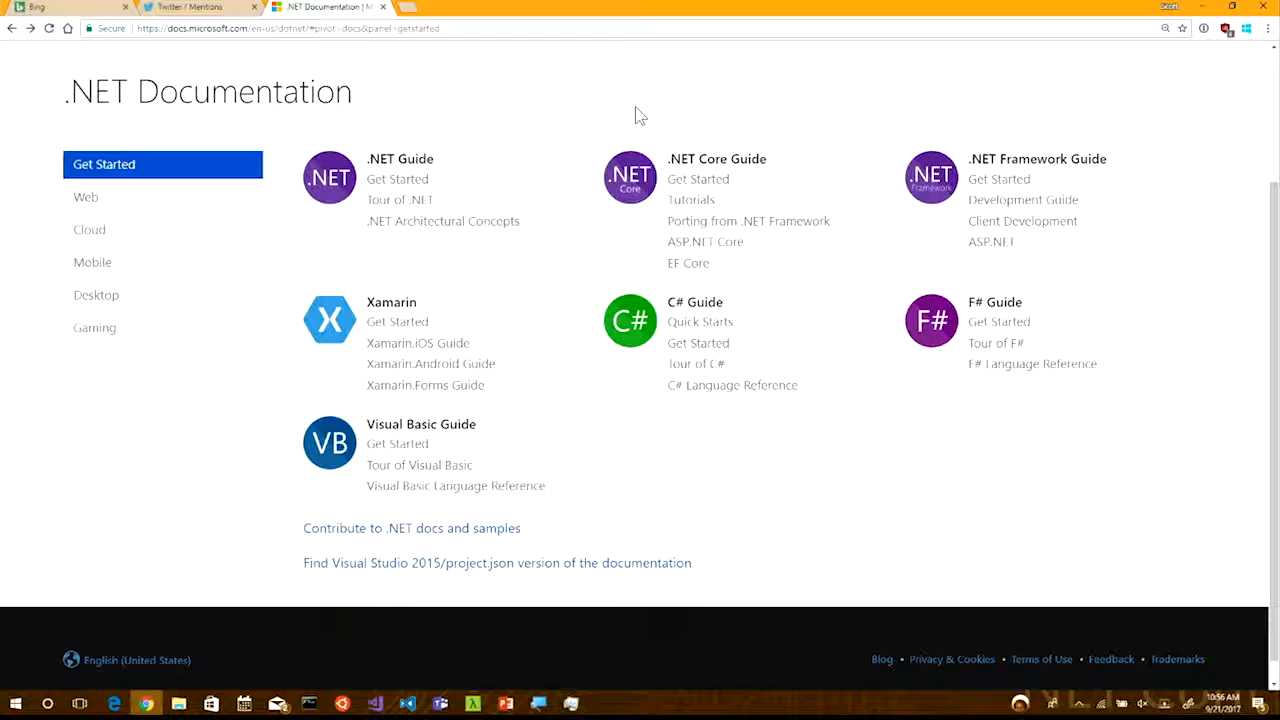 Bing
Twitter / Mentions
.NET Documentation | M
Scott
Secure
https://docs.microsoft.com/en-us/dotnet/#pivot=docs&panel=getstarted
.NET Documentation
Get Started
Web
Cloud
Mobile
Desktop
Gaming
.NET
.NET Guide
Get Started
Tour of .NET
.NET Architectural Concepts
.NET
Core
.NET Core Guide
Get Started
Tutorials
Porting from .NET Framework
ASP.NET Core
EF Core
.NET
Framework
.NET Framework Guide
Get Started
Development Guide
Client Development
ASP.NET
X
Xamarin
Get Started
Xamarin.iOS Guide
Xamarin.Android Guide
Xamarin.Forms Guide
C#
C# Guide
Quick Starts
Get Started
Tour of C#
C# Language Reference
F#
F# Guide
Get Started
Tour of F#
F# Language Reference
VB
Visual Basic Guide
Get Started
Tour of Visual Basic
Visual Basic Language Reference
Contribute to .NET docs and samples
Find Visual Studio 2015/project.json version of the documentation
English (United States)
Blog • Privacy & Cookies • Terms of Use • Feedback • Trademarks
10:56 AM
9/21/2017